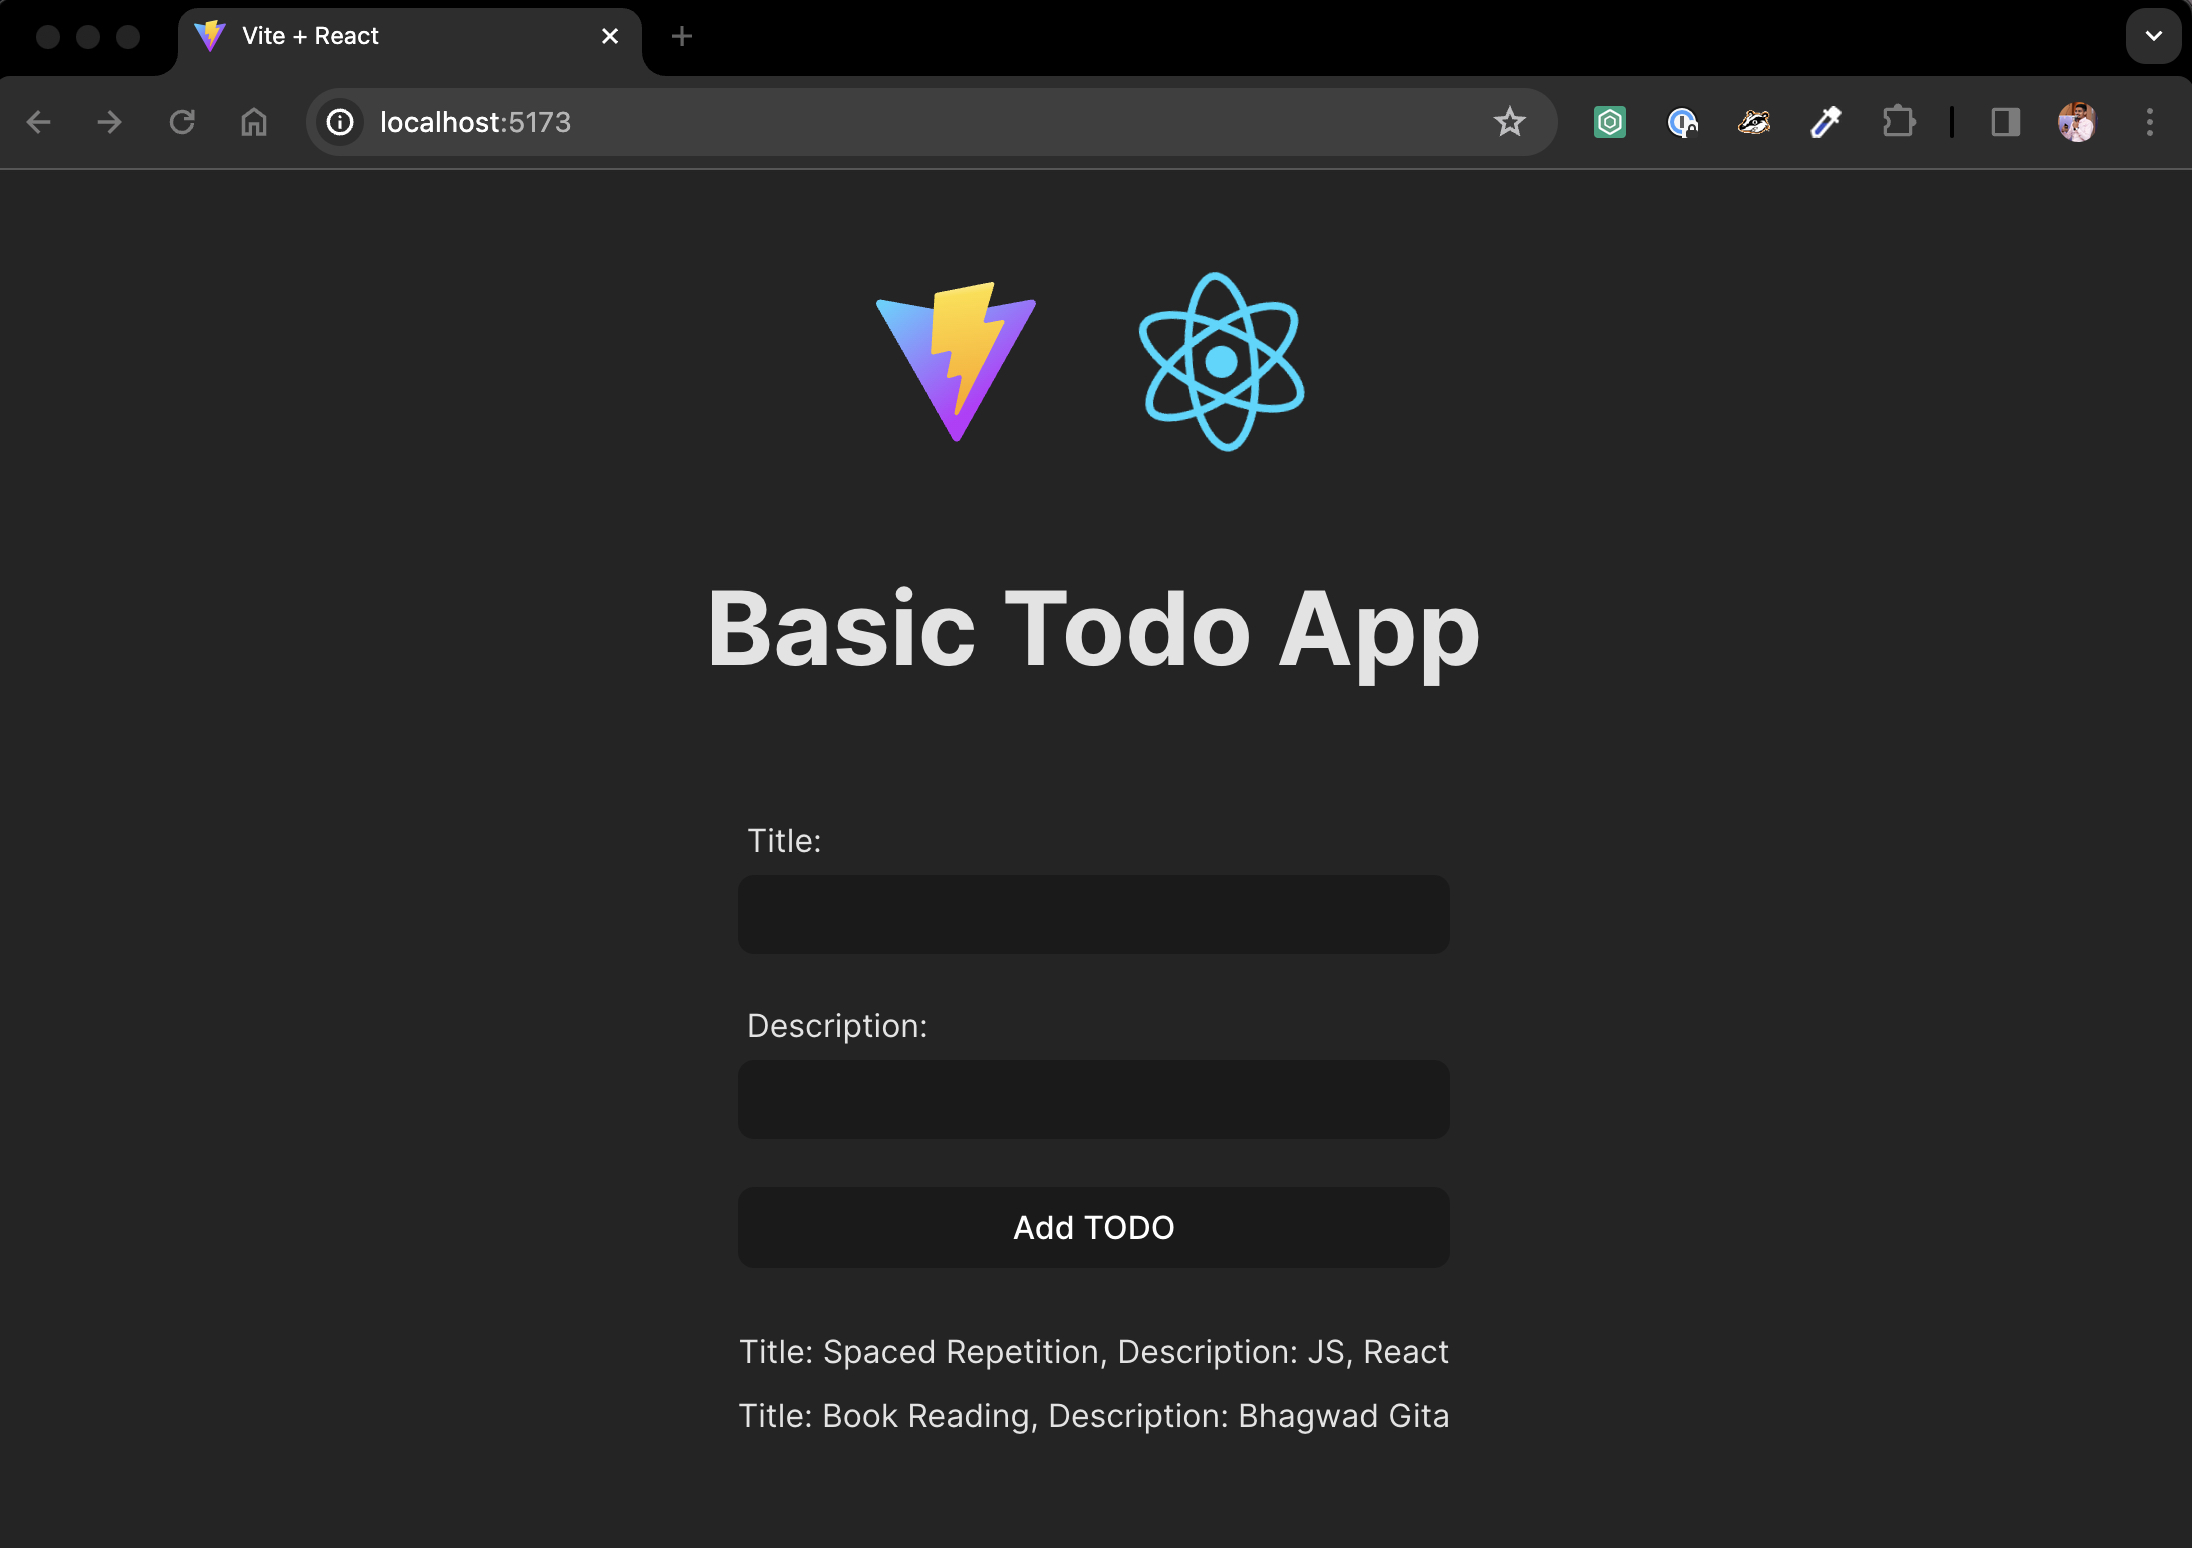 Vite + React
localhost:5173
Basic Todo App
Title:
Description:
Add TODO
Title: Spaced Repetition, Description: JS, React
Title: Book Reading, Description: Bhagwad Gita